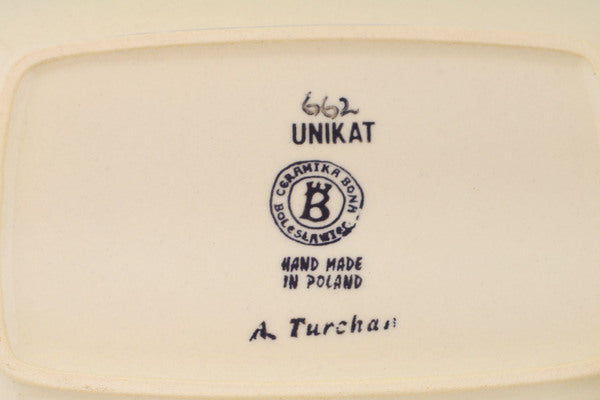 662
UNIKAT
CERAMIKA BONA
B
BOLESŁAWIEC
HAND MADE
IN POLAND
A. Turchan